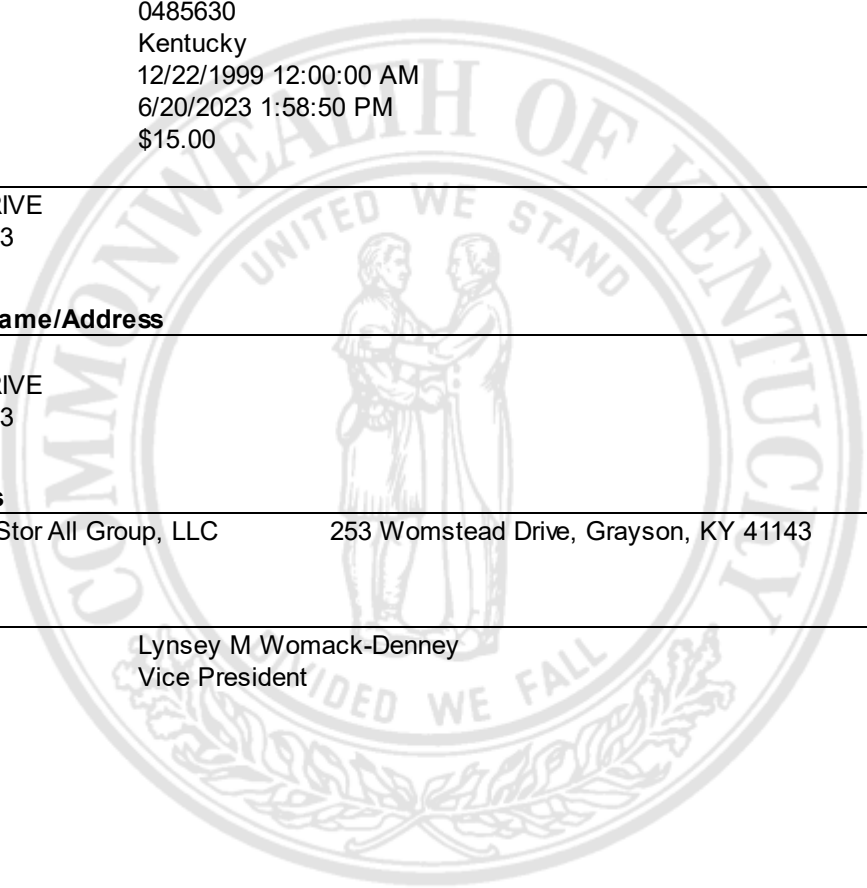 0485630
Kentucky
12/22/1999 12:00:00 AM
6/20/2023 1:58:50 PM
$15.00
RIVE
3
ame/Address
RIVE
3
s
Stor All Group, LLC 253 Womstead Drive, Grayson, KY 41143
Lynsey M Womack-Denney
Vice President
COMMONWEALTH OF KENTUCKY
UNITED WE STAND
DIVIDED WE FALL